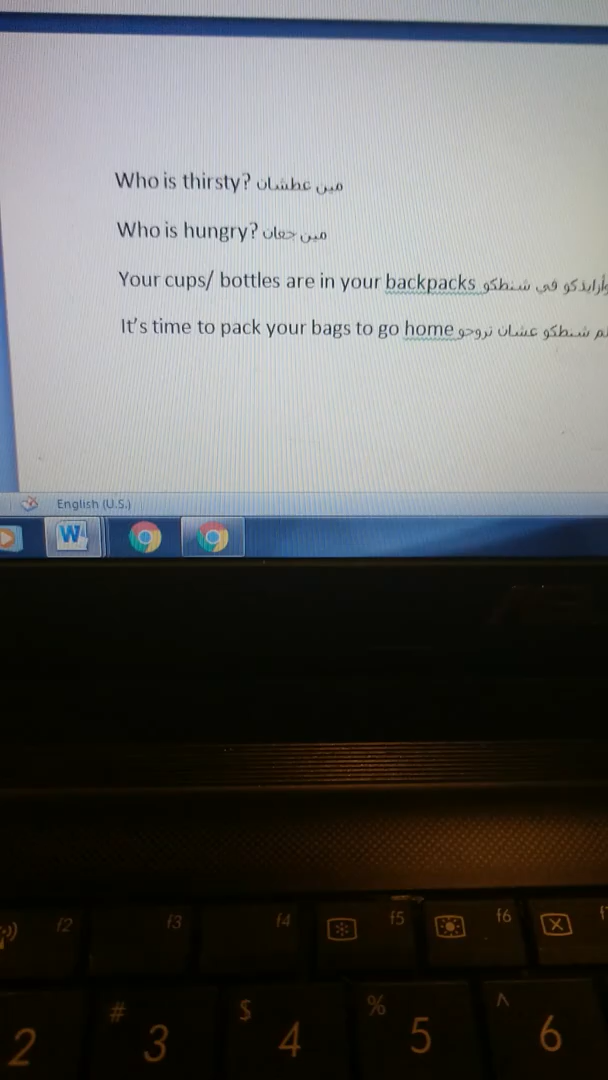 Who is thirsty? مين عطشان
Who is hungry? مين جعان
Your cups/ bottles are in your backpacks في شنطكو
It's time to pack your bags to go home شنطكو عشان نروحو
English (U.S.)
W
f2 f3 f4 f5 f6
# $ % ^
2 3 4 5 6